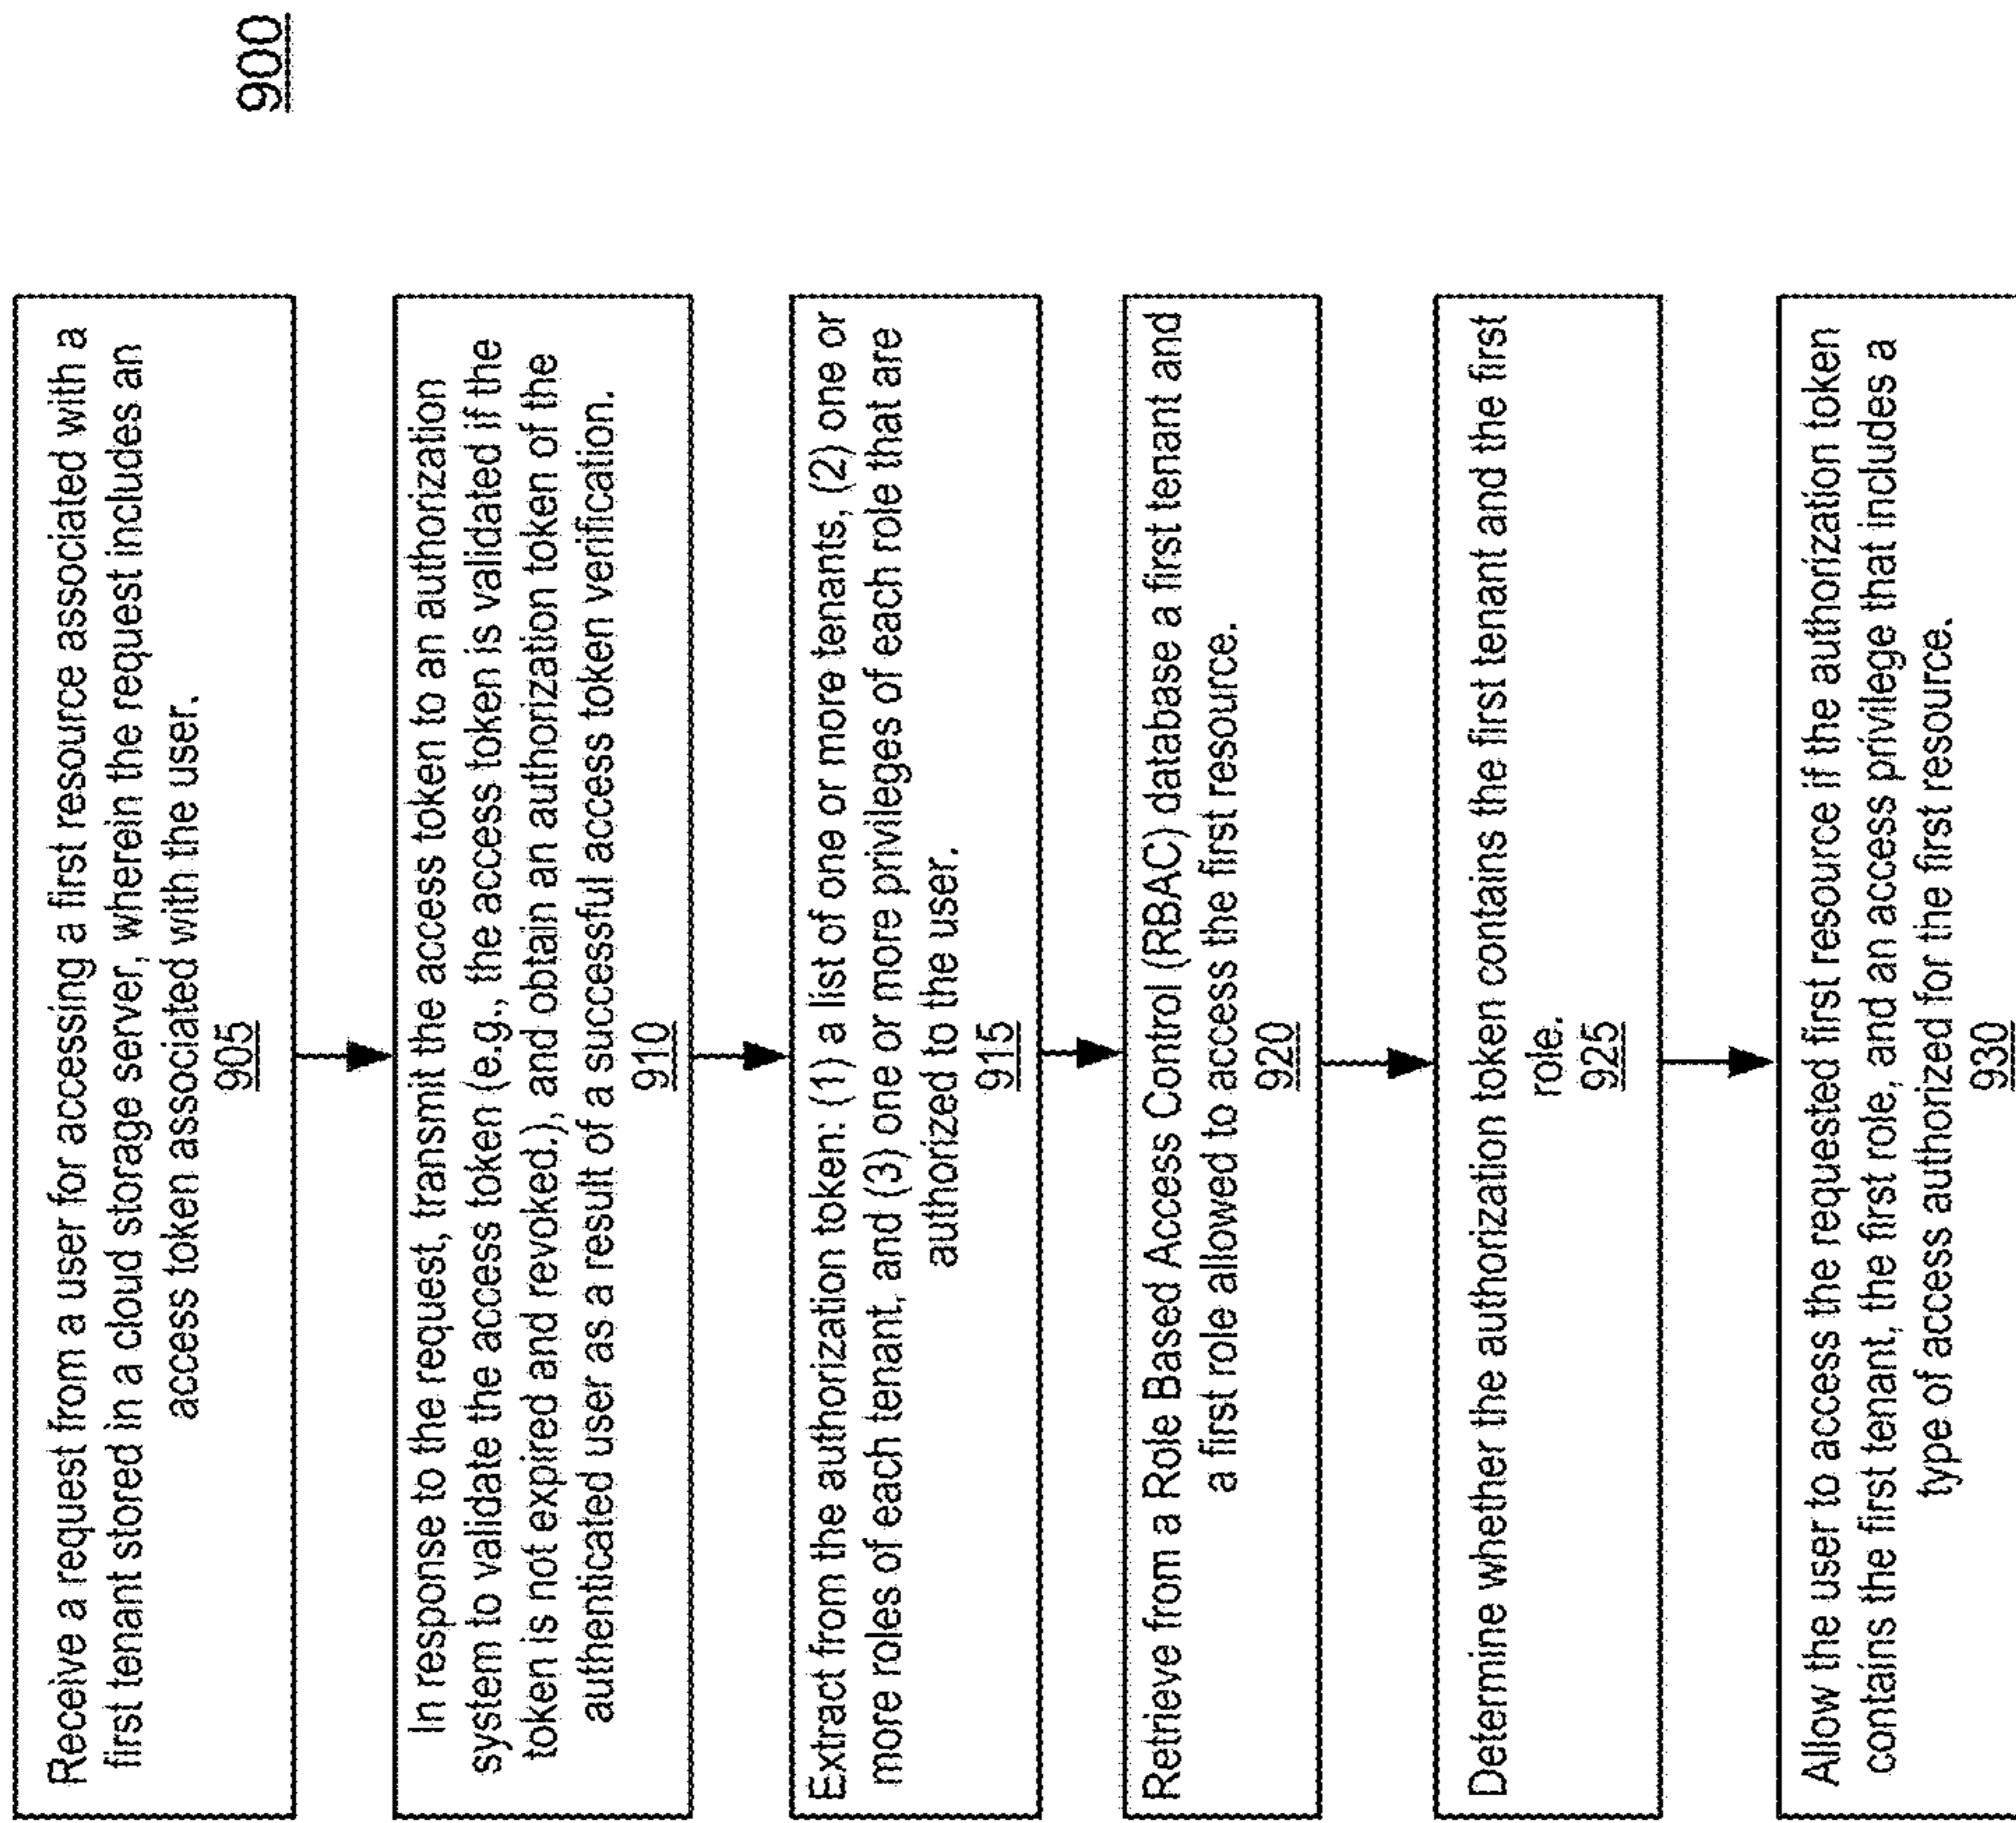 900
Receive a request from a user for accessing a first resource associated with a
first tenant stored in a cloud storage server, wherein the request includes an
access token associated with the user.
905
In response to the request, transmit the access token to an authorization
system to validate the access token (e.g., the access token is validated if the
token is not expired and revoked.), and obtain an authorization token of the
authenticated user as a result of a successful access token verification.
910
Extract from the authorization token: (1) a list of one or more tenants, (2) one or
more roles of each tenant, and (3) one or more privileges of each role that are
authorized to the user.
915
Retrieve from a Role Based Access Control (RBAC) database a first tenant and
a first role allowed to access the first resource.
920
Determine whether the authorization token contains the first tenant and the first
role.
925
Allow the user to access the requested first resource if the authorization token
contains the first tenant, the first role, and an access privilege that includes a
type of access authorized for the first resource.
930